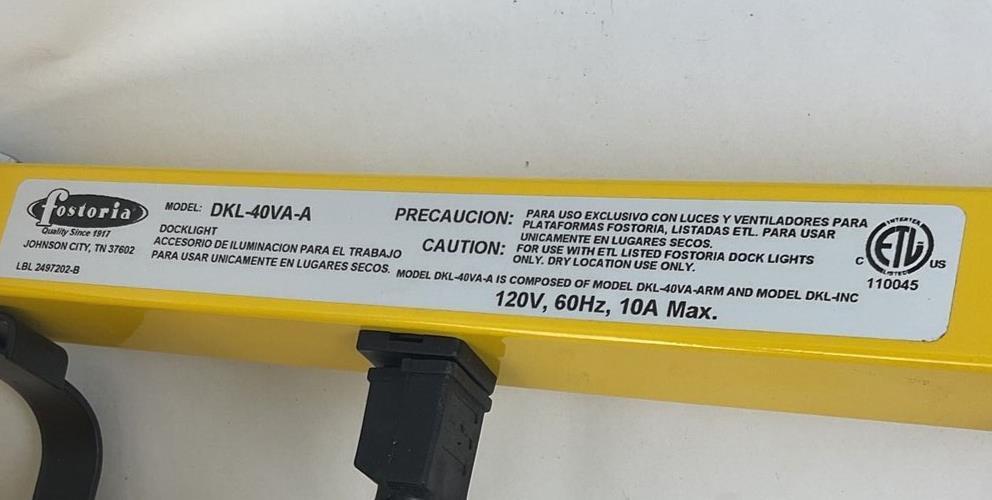 fostoria
Quality Since 1917
JOHNSON CITY, TN 37602
LBL 2497202-B
MODEL: DKL-40VA-A
DOCKLIGHT
ACCESORIO DE ILUMINACION PARA EL TRABAJO
PARA USAR UNICAMENTE EN LUGARES SECOS.
PRECAUCION: PARA USO EXCLUSIVO CON LUCES Y VENTILADORES PARA
PLATAFORMAS FOSTORIA, LISTADAS ETL. PARA USAR
UNICAMENTE EN LUGARES SECOS.
CAUTION: FOR USE WITH ETL LISTED FOSTORIA DOCK LIGHTS
ONLY. DRY LOCATION USE ONLY.
MODEL DKL-40VA-A IS COMPOSED OF MODEL DKL-40VA-ARM AND MODEL DKL-INC
120V, 60Hz, 10A Max.
INTERTEK
C ETL US
LISTED
110045